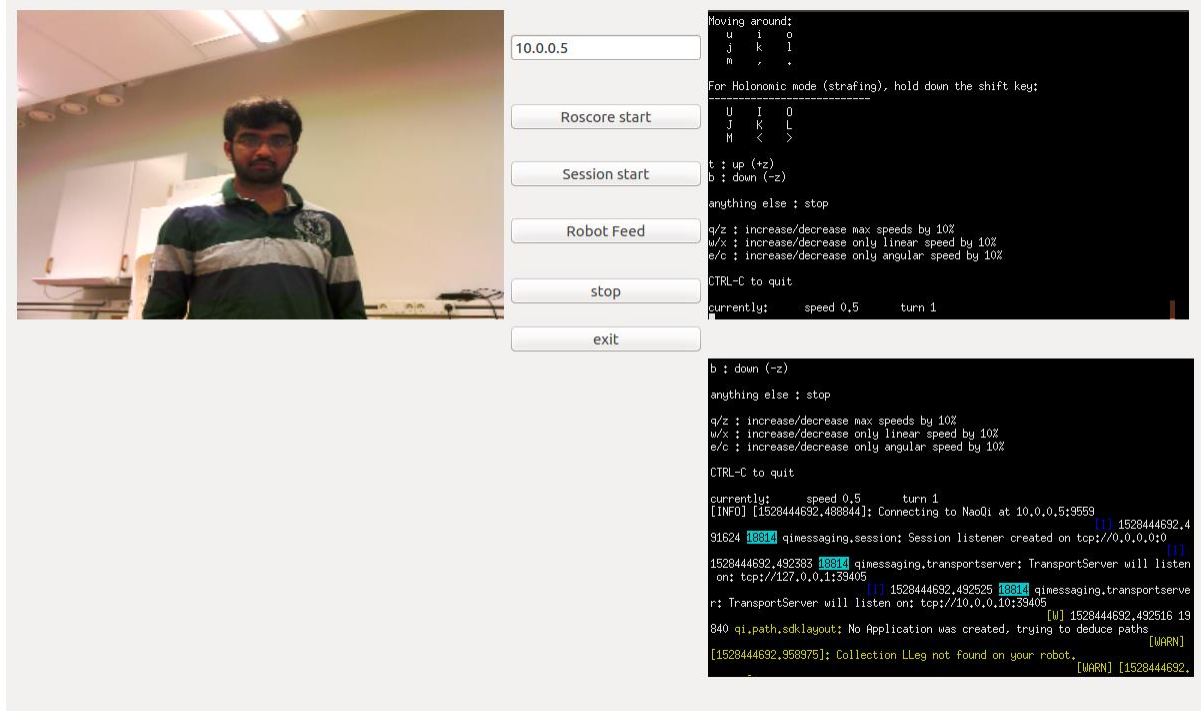 10.0.0.5
Roscore start
Session start
Robot Feed
stop
exit
Moving around:
u i o
j k l
m , .
For Holonomic mode (strafing), hold down the shift key:
---------------------------
U I O
J K L
M < >
t : up (+z)
b : down (-z)
anything else : stop
q/z : increase/decrease max speeds by 10%
w/x : increase/decrease only linear speed by 10%
e/c : increase/decrease only angular speed by 10%
CTRL-C to quit
currently: speed 0.5 turn 1
b : down (-z)
anything else : stop
q/z : increase/decrease max speeds by 10%
w/x : increase/decrease only linear speed by 10%
e/c : increase/decrease only angular speed by 10%
CTRL-C to quit
currently: speed 0.5 turn 1
[INFO] [1528444692.488844]: Connecting to NaoQi at 10.0.0.5:9559
[I] 1528444692.4
91624 18814 qimessaging.session: Session listener created on tcp://0.0.0.0:0
[I]
1528444692.492383 18814 qimessaging.transportserver: TransportServer will listen
on: tcp://127.0.0.1:39405
[I] 1528444692.492525 18814 qimessaging.transportserve
r: TransportServer will listen on: tcp://10.0.0.10:39405
[W] 1528444692.492516 19
840 qi.path.sdklayout: No Application was created, trying to deduce paths
[WARN]
[1528444692.958975]: Collection LLeg not found on your robot.
[WARN] [1528444692.